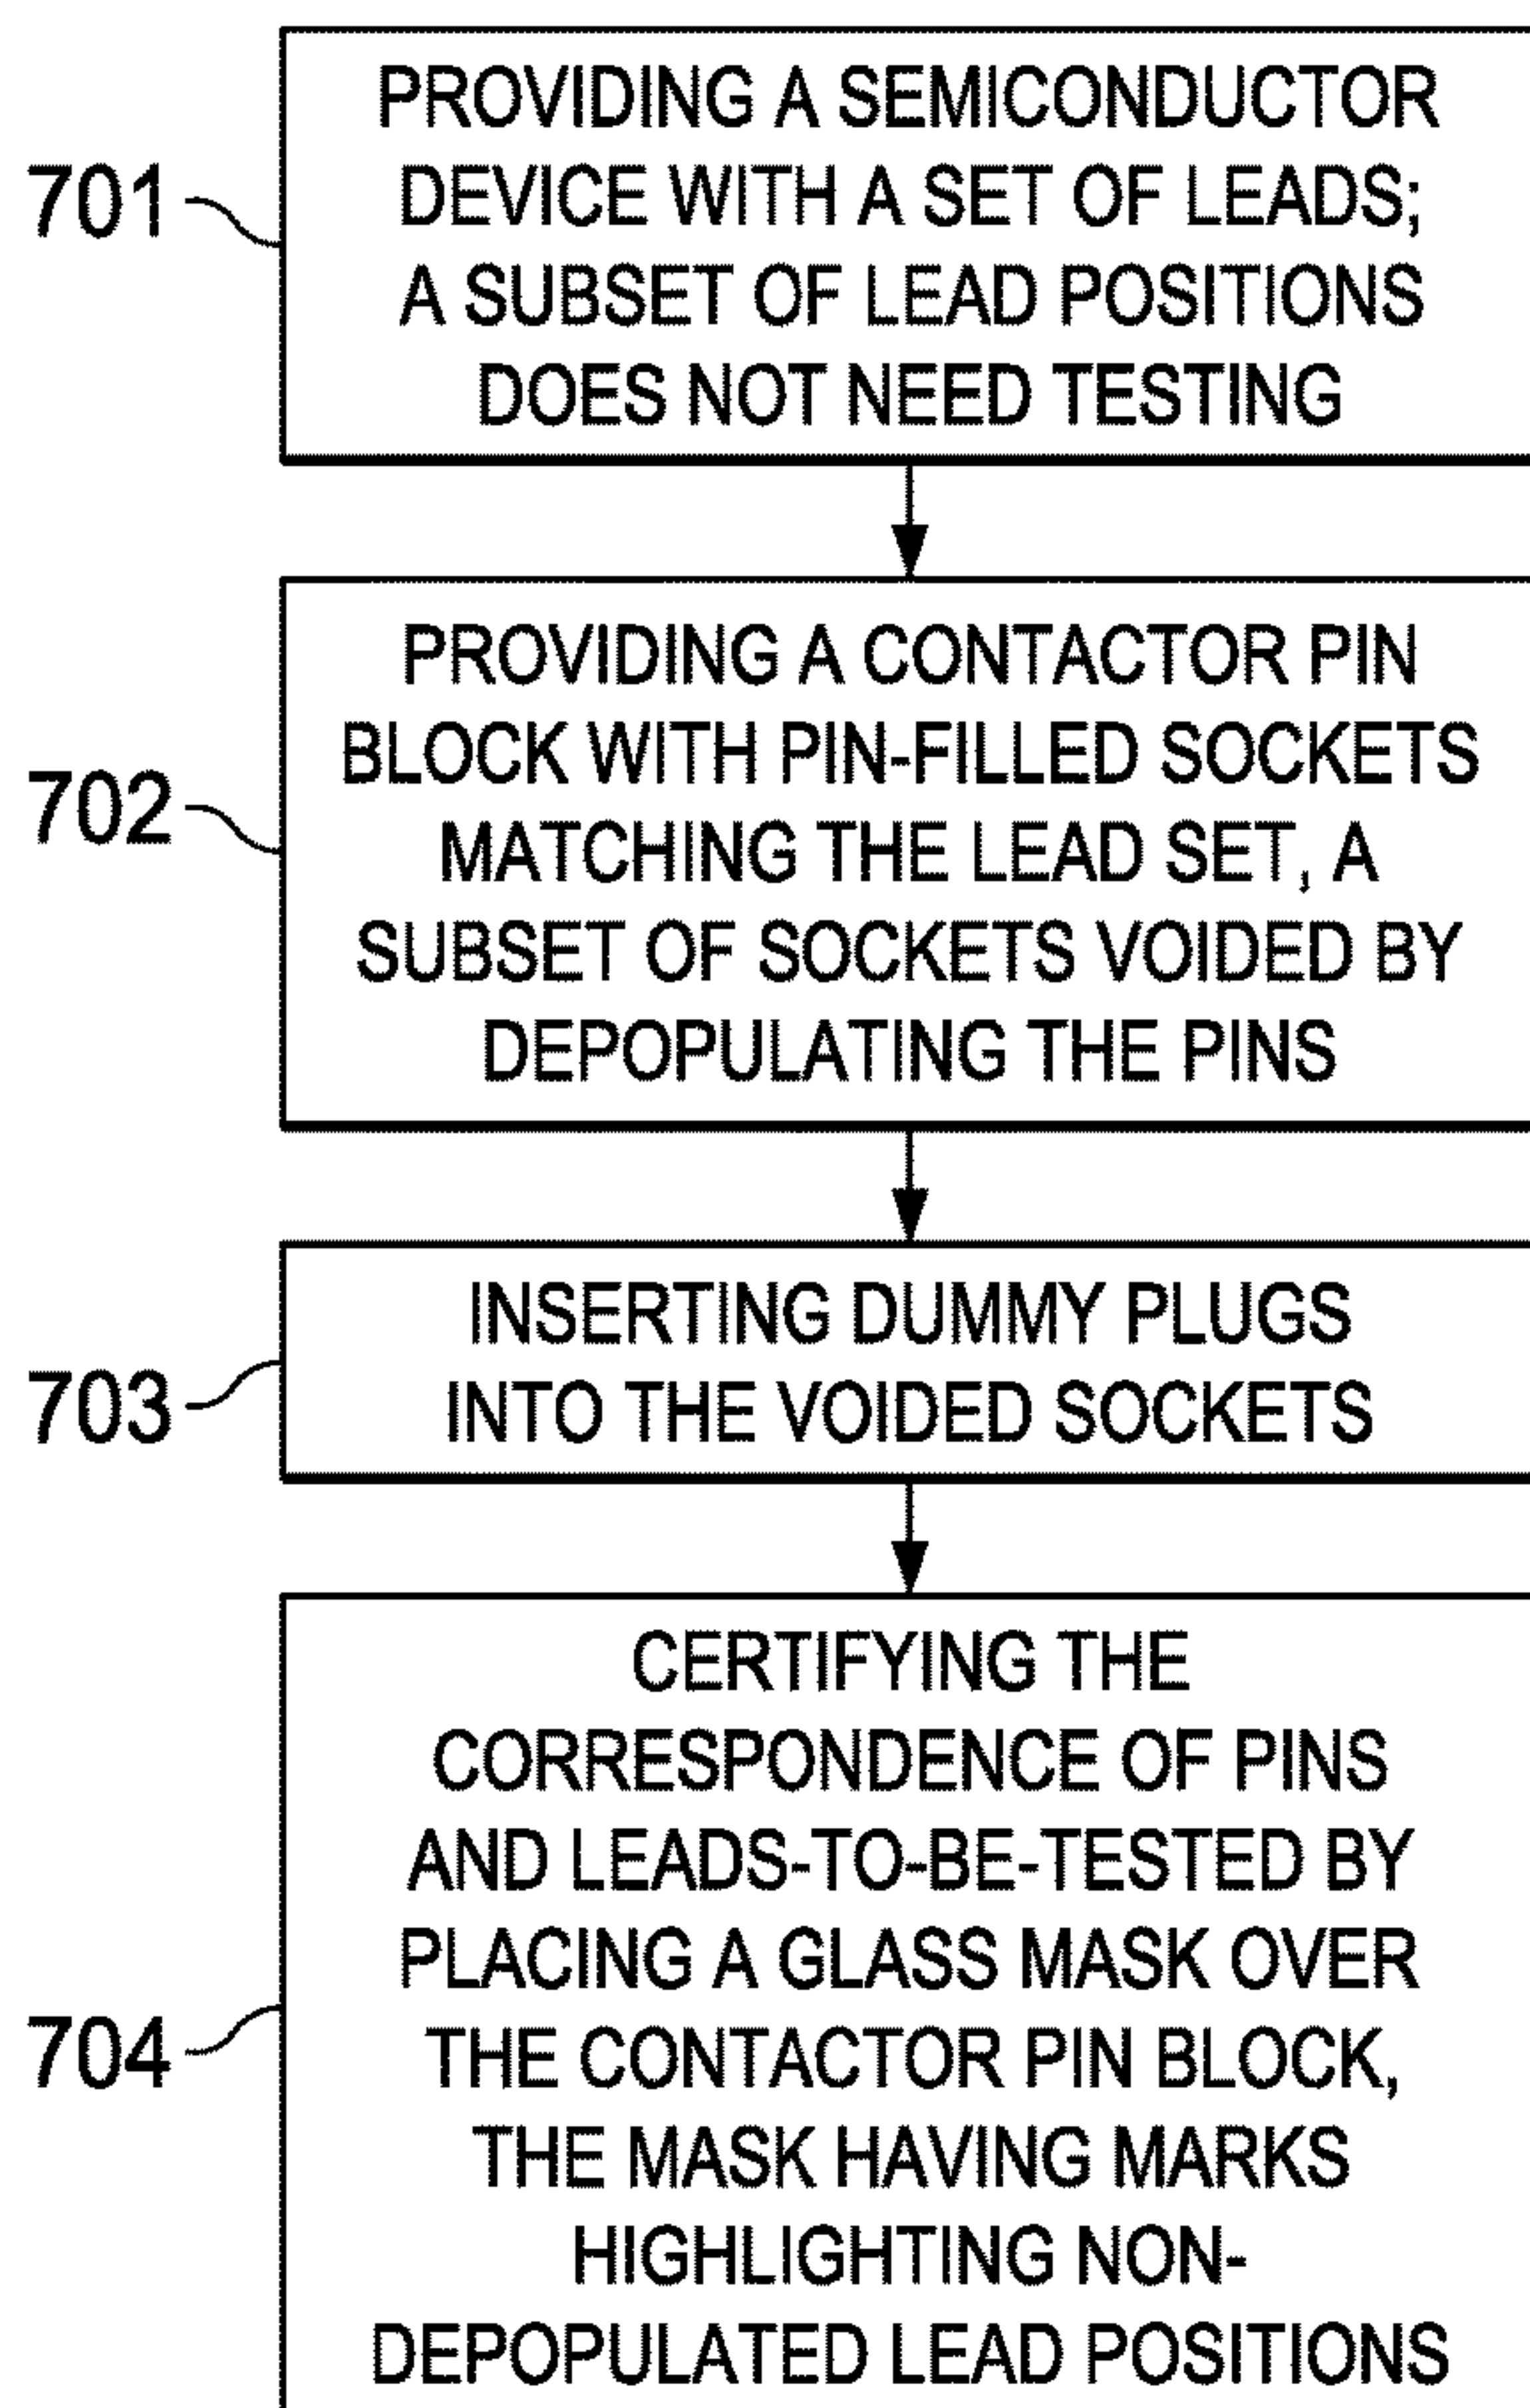 701
PROVIDING A SEMICONDUCTOR
DEVICE WITH A SET OF LEADS;
A SUBSET OF LEAD POSITIONS
DOES NOT NEED TESTING
702
PROVIDING A CONTACTOR PIN
BLOCK WITH PIN-FILLED SOCKETS
MATCHING THE LEAD SET, A
SUBSET OF SOCKETS VOIDED BY
DEPOPULATING THE PINS
703
INSERTING DUMMY PLUGS
INTO THE VOIDED SOCKETS
704
CERTIFYING THE
CORRESPONDENCE OF PINS
AND LEADS-TO-BE-TESTED BY
PLACING A GLASS MASK OVER
THE CONTACTOR PIN BLOCK,
THE MASK HAVING MARKS
HIGHLIGHTING NON-
DEPOPULATED LEAD POSITIONS